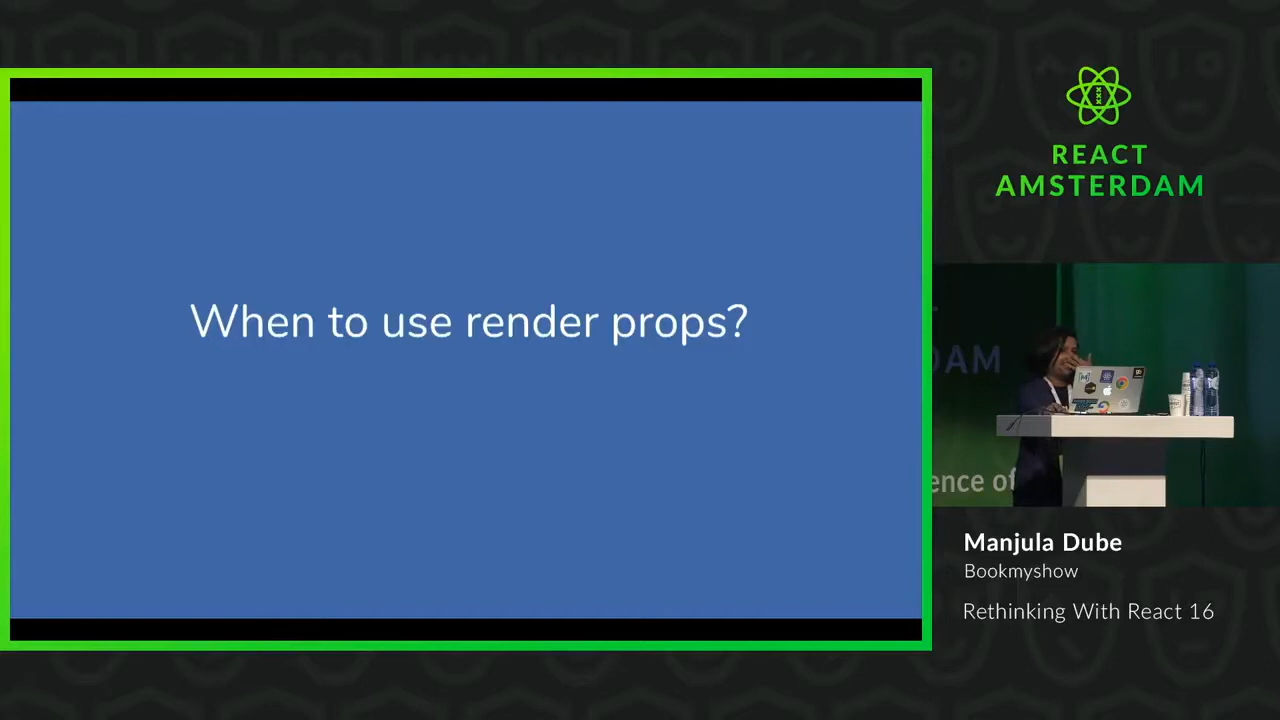 When to use render props?
REACT
AMSTERDAM
DAM
ence of
Manjula Dube
Bookmyshow
Rethinking With React 16